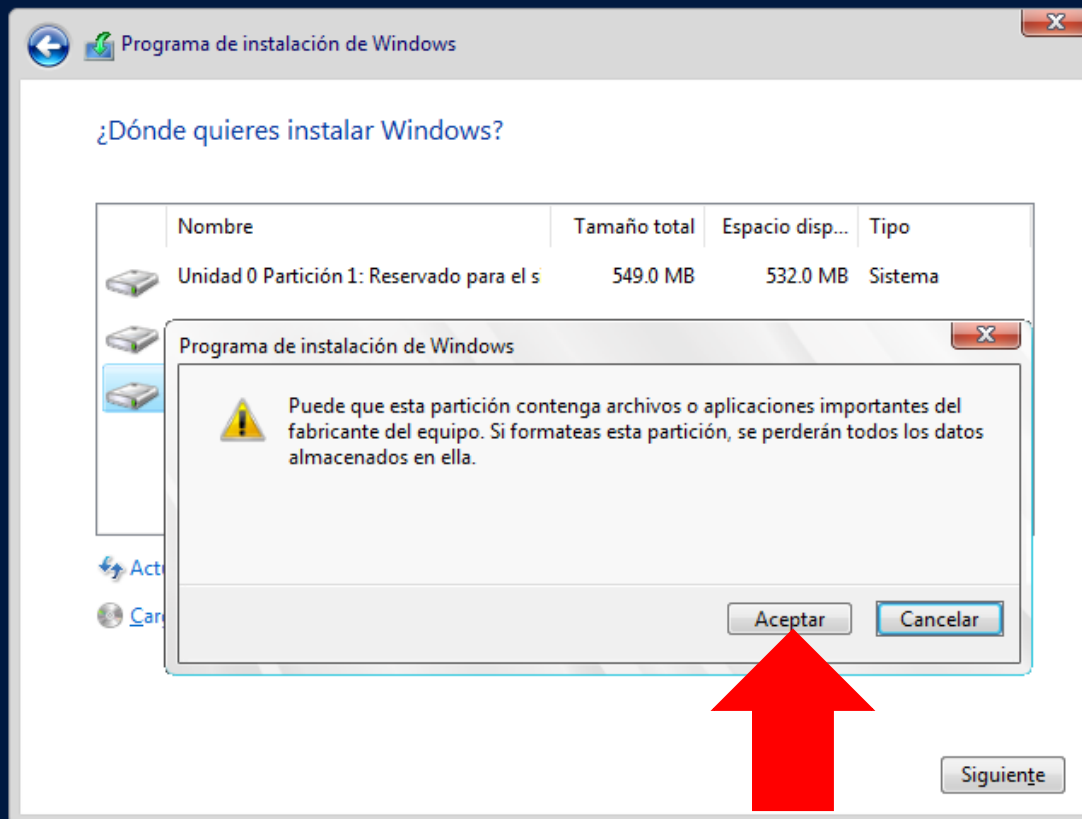 Programa de instalación de Windows
¿Dónde quieres instalar Windows?
Nombre Tamaño total Espacio disp... Tipo
Unidad 0 Partición 1: Reservado para el s 549.0 MB 532.0 MB Sistema
Programa de instalación de Windows
Puede que esta partición contenga archivos o aplicaciones importantes del
fabricante del equipo. Si formateas esta partición, se perderán todos los datos
almacenados en ella.
Act
Car
Aceptar Cancelar
Siguiente